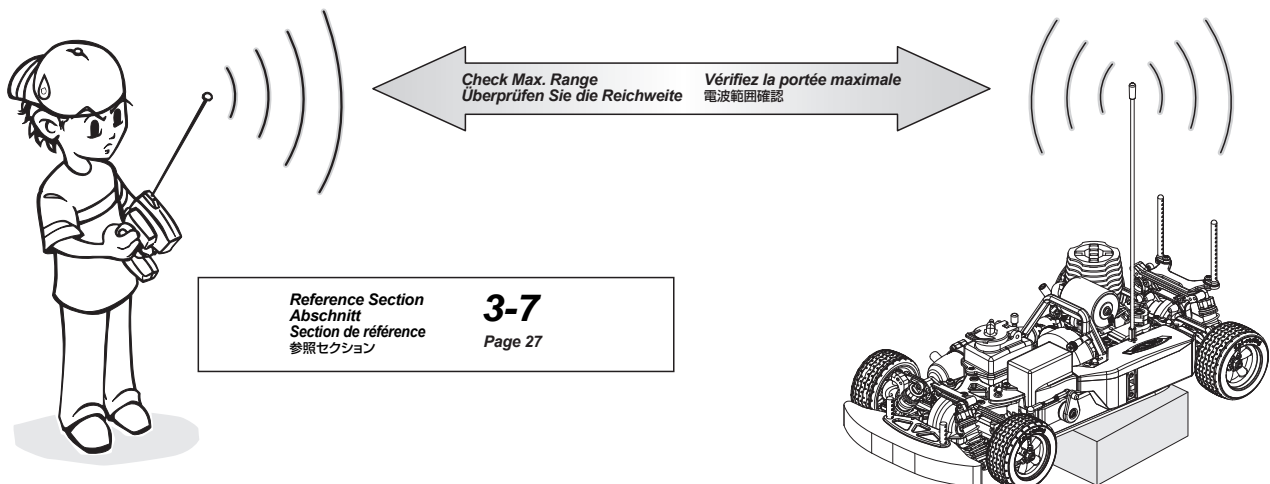 Check Max. Range
Überprüfen Sie die Reichweite
Vérifiez la portée maximale
電波範囲確認
Reference Section
Abschnitt
Section de référence
参照セクション
3-7
Page 27